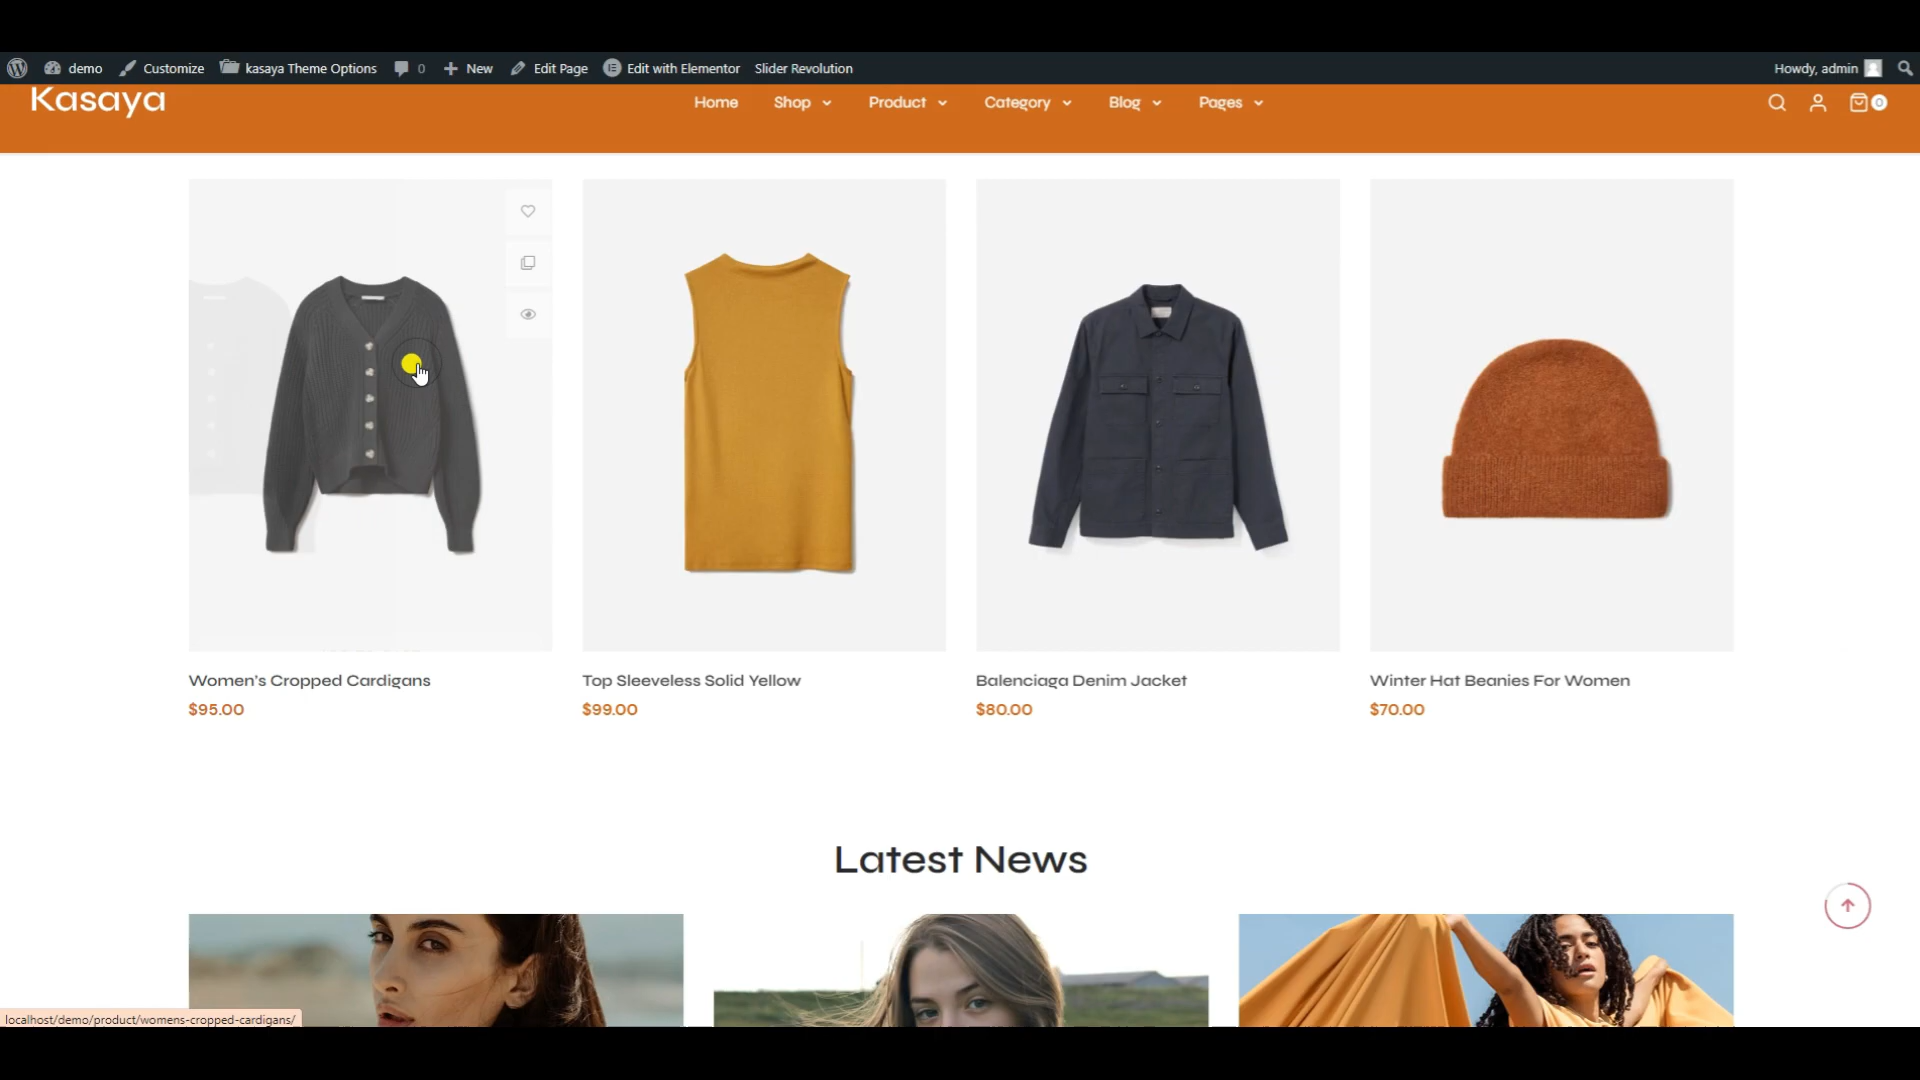 demo Customize kasaya Theme Options 0 New Edit Page Edit with Elementor Slider Revolution Howdy, admin
Kasaya Home Shop Product Category Blog Pages 0
Women's Cropped Cardigans Top Sleeveless Solid Yellow Balenciaga Denim Jacket Winter Hat Beanies For Women
$95.00 $99.00 $80.00 $70.00
Latest News
localhost/demo/product/womens-cropped-cardigans/